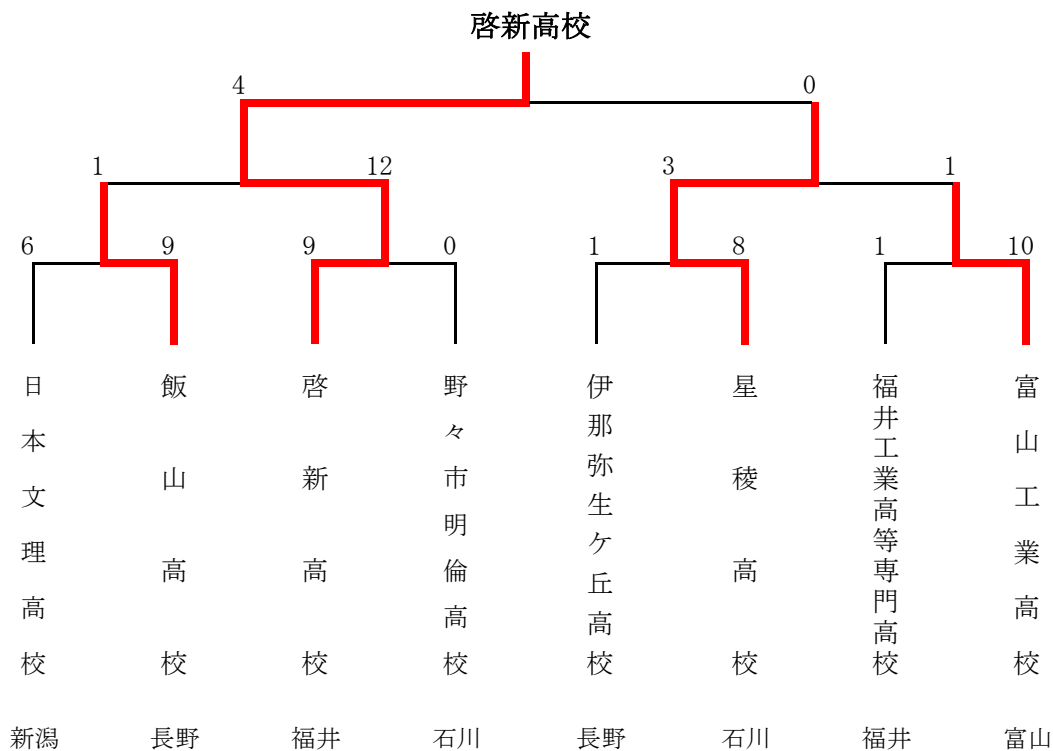 啓新高校
4
0
1
12
3
1
6
9
9
0
1
8
1
10
日本文理高校
飯山高校
啓新高校
野々市明倫高校
伊那弥生ケ丘高校
星稜高校
福井工業高等専門高校
富山工業高校
新潟
長野
福井
石川
長野
石川
福井
富山